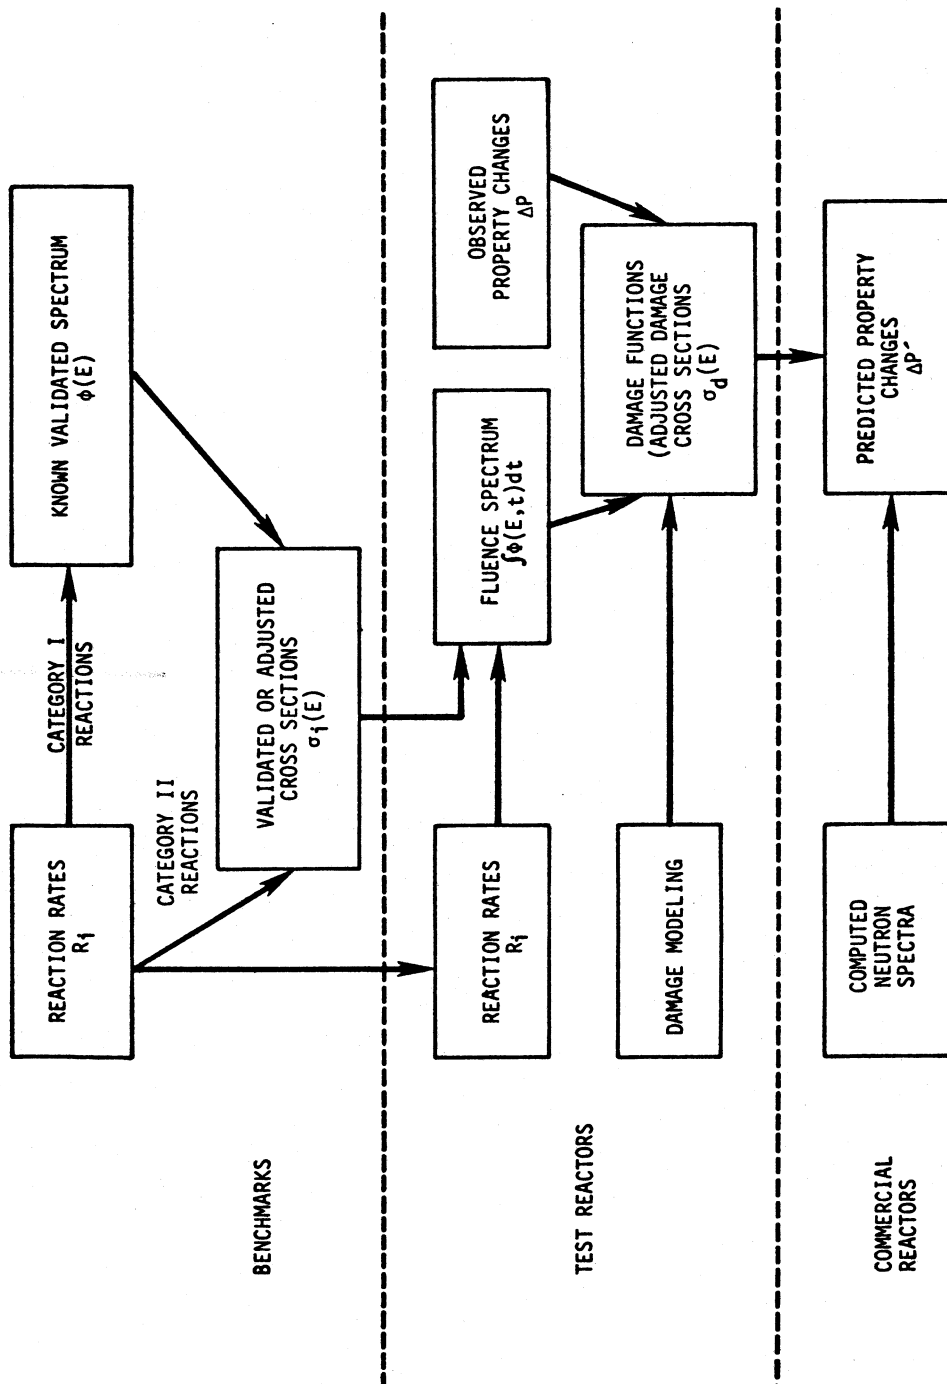 BENCHMARKS
REACTION RATES
Ri
CATEGORY I
REACTIONS
KNOWN VALIDATED SPECTRUM
ϕ(E)
CATEGORY II
REACTIONS
VALIDATED OR ADJUSTED
CROSS SECTIONS
σi(E)
TEST REACTORS
REACTION RATES
Ri
FLUENCE SPECTRUM
∫ϕ(E,t)dt
OBSERVED
PROPERTY CHANGES
ΔP
DAMAGE MODELING
DAMAGE FUNCTIONS
(ADJUSTED DAMAGE
CROSS SECTIONS
σd(E)
COMMERCIAL
REACTORS
COMPUTED
NEUTRON
SPECTRA
PREDICTED PROPERTY
CHANGES
ΔP′